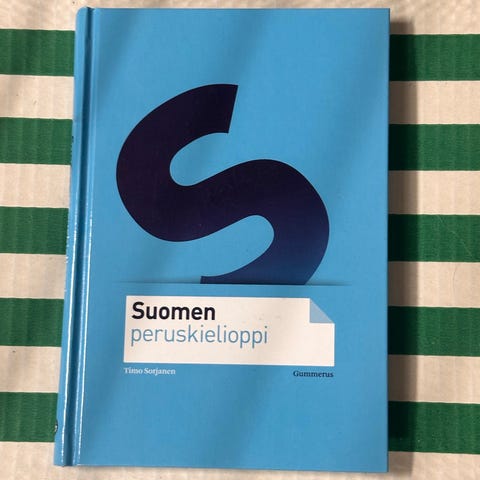 S
Suomen
peruskielioppi
Timo Sorjanen
Gummerus